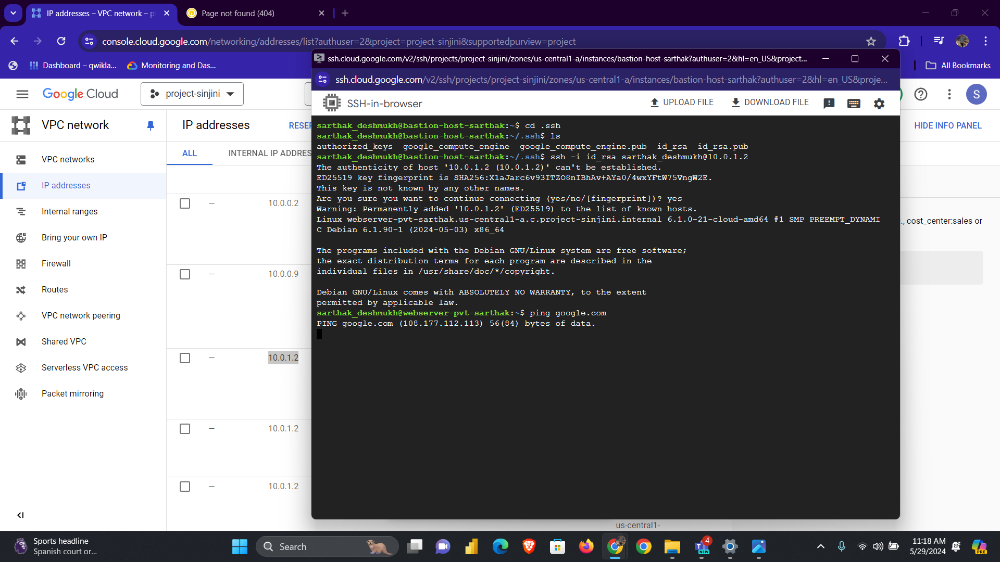 IP addresses – VPC network – p
Page not found (404)
console.cloud.google.com/networking/addresses/list?authuser=2&project=project-sinjini&supportedpurview=project
Dashboard – qwikla...
Monitoring and Das...
All Bookmarks
ssh.cloud.google.com/v2/ssh/projects/project-sinjini/zones/us-central1-a/instances/bastion-host-sarthak?authuser=2&hl=en_US&project...
ssh.cloud.google.com/v2/ssh/projects/project-sinjini/zones/us-central1-a/instances/bastion-host-sarthak?authuser=2&hl=en_US&proje...
Google Cloud
project-sinjini
S
SSH-in-browser
UPLOAD FILE
DOWNLOAD FILE
VPC network
IP addresses
HIDE INFO PANEL
ALL
INTERNAL IP ADDRES
VPC networks
IP addresses
Internal ranges
Bring your own IP
Firewall
Routes
VPC network peering
Shared VPC
Serverless VPC access
Packet mirroring
– 10.0.0.2
– 10.0.0.9
– 10.0.1.2
– 10.0.1.2
– 10.0.1.2
sarthak_deshmukh@bastion-host-sarthak:~$ cd .ssh
sarthak_deshmukh@bastion-host-sarthak:~/.ssh$ ls
authorized_keys  google_compute_engine  google_compute_engine.pub  id_rsa  id_rsa.pub
sarthak_deshmukh@bastion-host-sarthak:~/.ssh$ ssh -i id_rsa sarthak_deshmukh@10.0.1.2
The authenticity of host '10.0.1.2 (10.0.1.2)' can't be established.
ED25519 key fingerprint is SHA256:X1aJarc6v93ITZO8nIBhAv+AYa0/4wxYFtW75VngW2E.
This key is not known by any other names.
Are you sure you want to continue connecting (yes/no/[fingerprint])? yes
Warning: Permanently added '10.0.1.2' (ED25519) to the list of known hosts.
Linux webserver-pvt-sarthak.us-central1-a.c.project-sinjini.internal 6.1.0-21-cloud-amd64 #1 SMP PREEMPT_DYNAMI
C Debian 6.1.90-1 (2024-05-03) x86_64
The programs included with the Debian GNU/Linux system are free software;
the exact distribution terms for each program are described in the
individual files in /usr/share/doc/*/copyright.
Debian GNU/Linux comes with ABSOLUTELY NO WARRANTY, to the extent
permitted by applicable law.
sarthak_deshmukh@webserver-pvt-sarthak:~$ ping google.com
PING google.com (108.177.112.113) 56(84) bytes of data.
., cost_center:sales or
us-central1-
Sports headline
Spanish court or...
Search
4
NEW
11:18 AM
5/29/2024
PRE